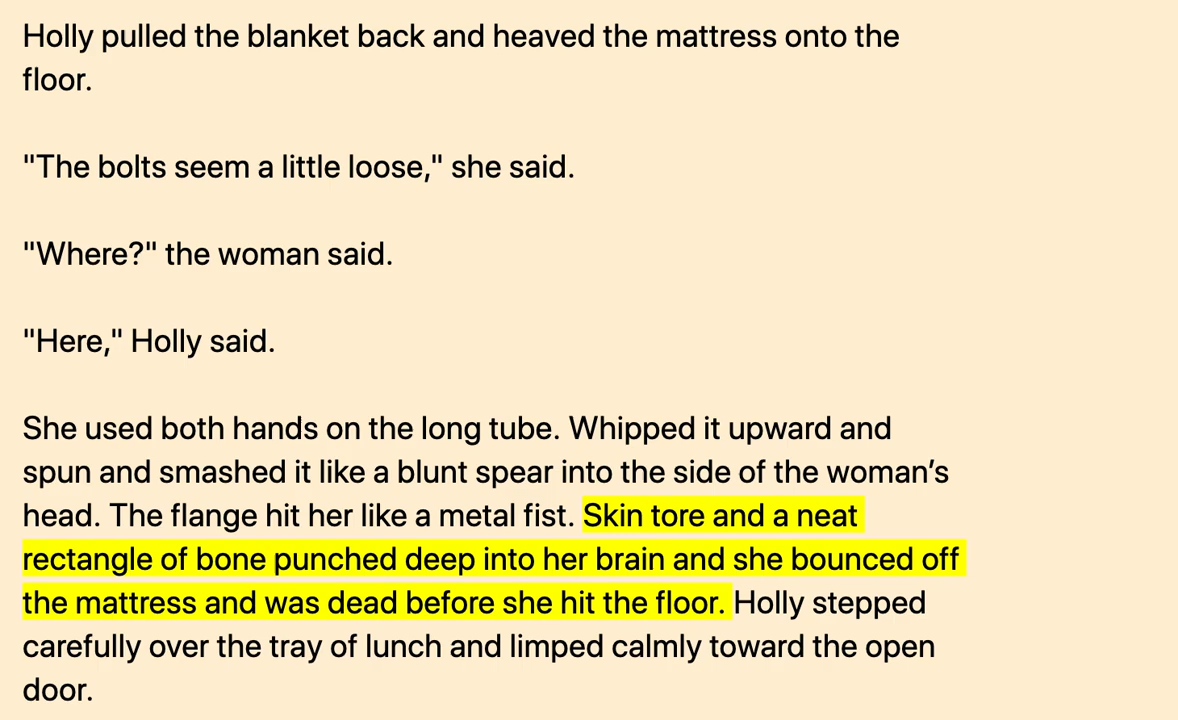 Holly pulled the blanket back and heaved the mattress onto the
floor.
"The bolts seem a little loose," she said.
"Where?" the woman said.
"Here," Holly said.
She used both hands on the long tube. Whipped it upward and
spun and smashed it like a blunt spear into the side of the woman’s
head. The flange hit her like a metal fist. Skin tore and a neat
rectangle of bone punched deep into her brain and she bounced off
the mattress and was dead before she hit the floor. Holly stepped
carefully over the tray of lunch and limped calmly toward the open
door.